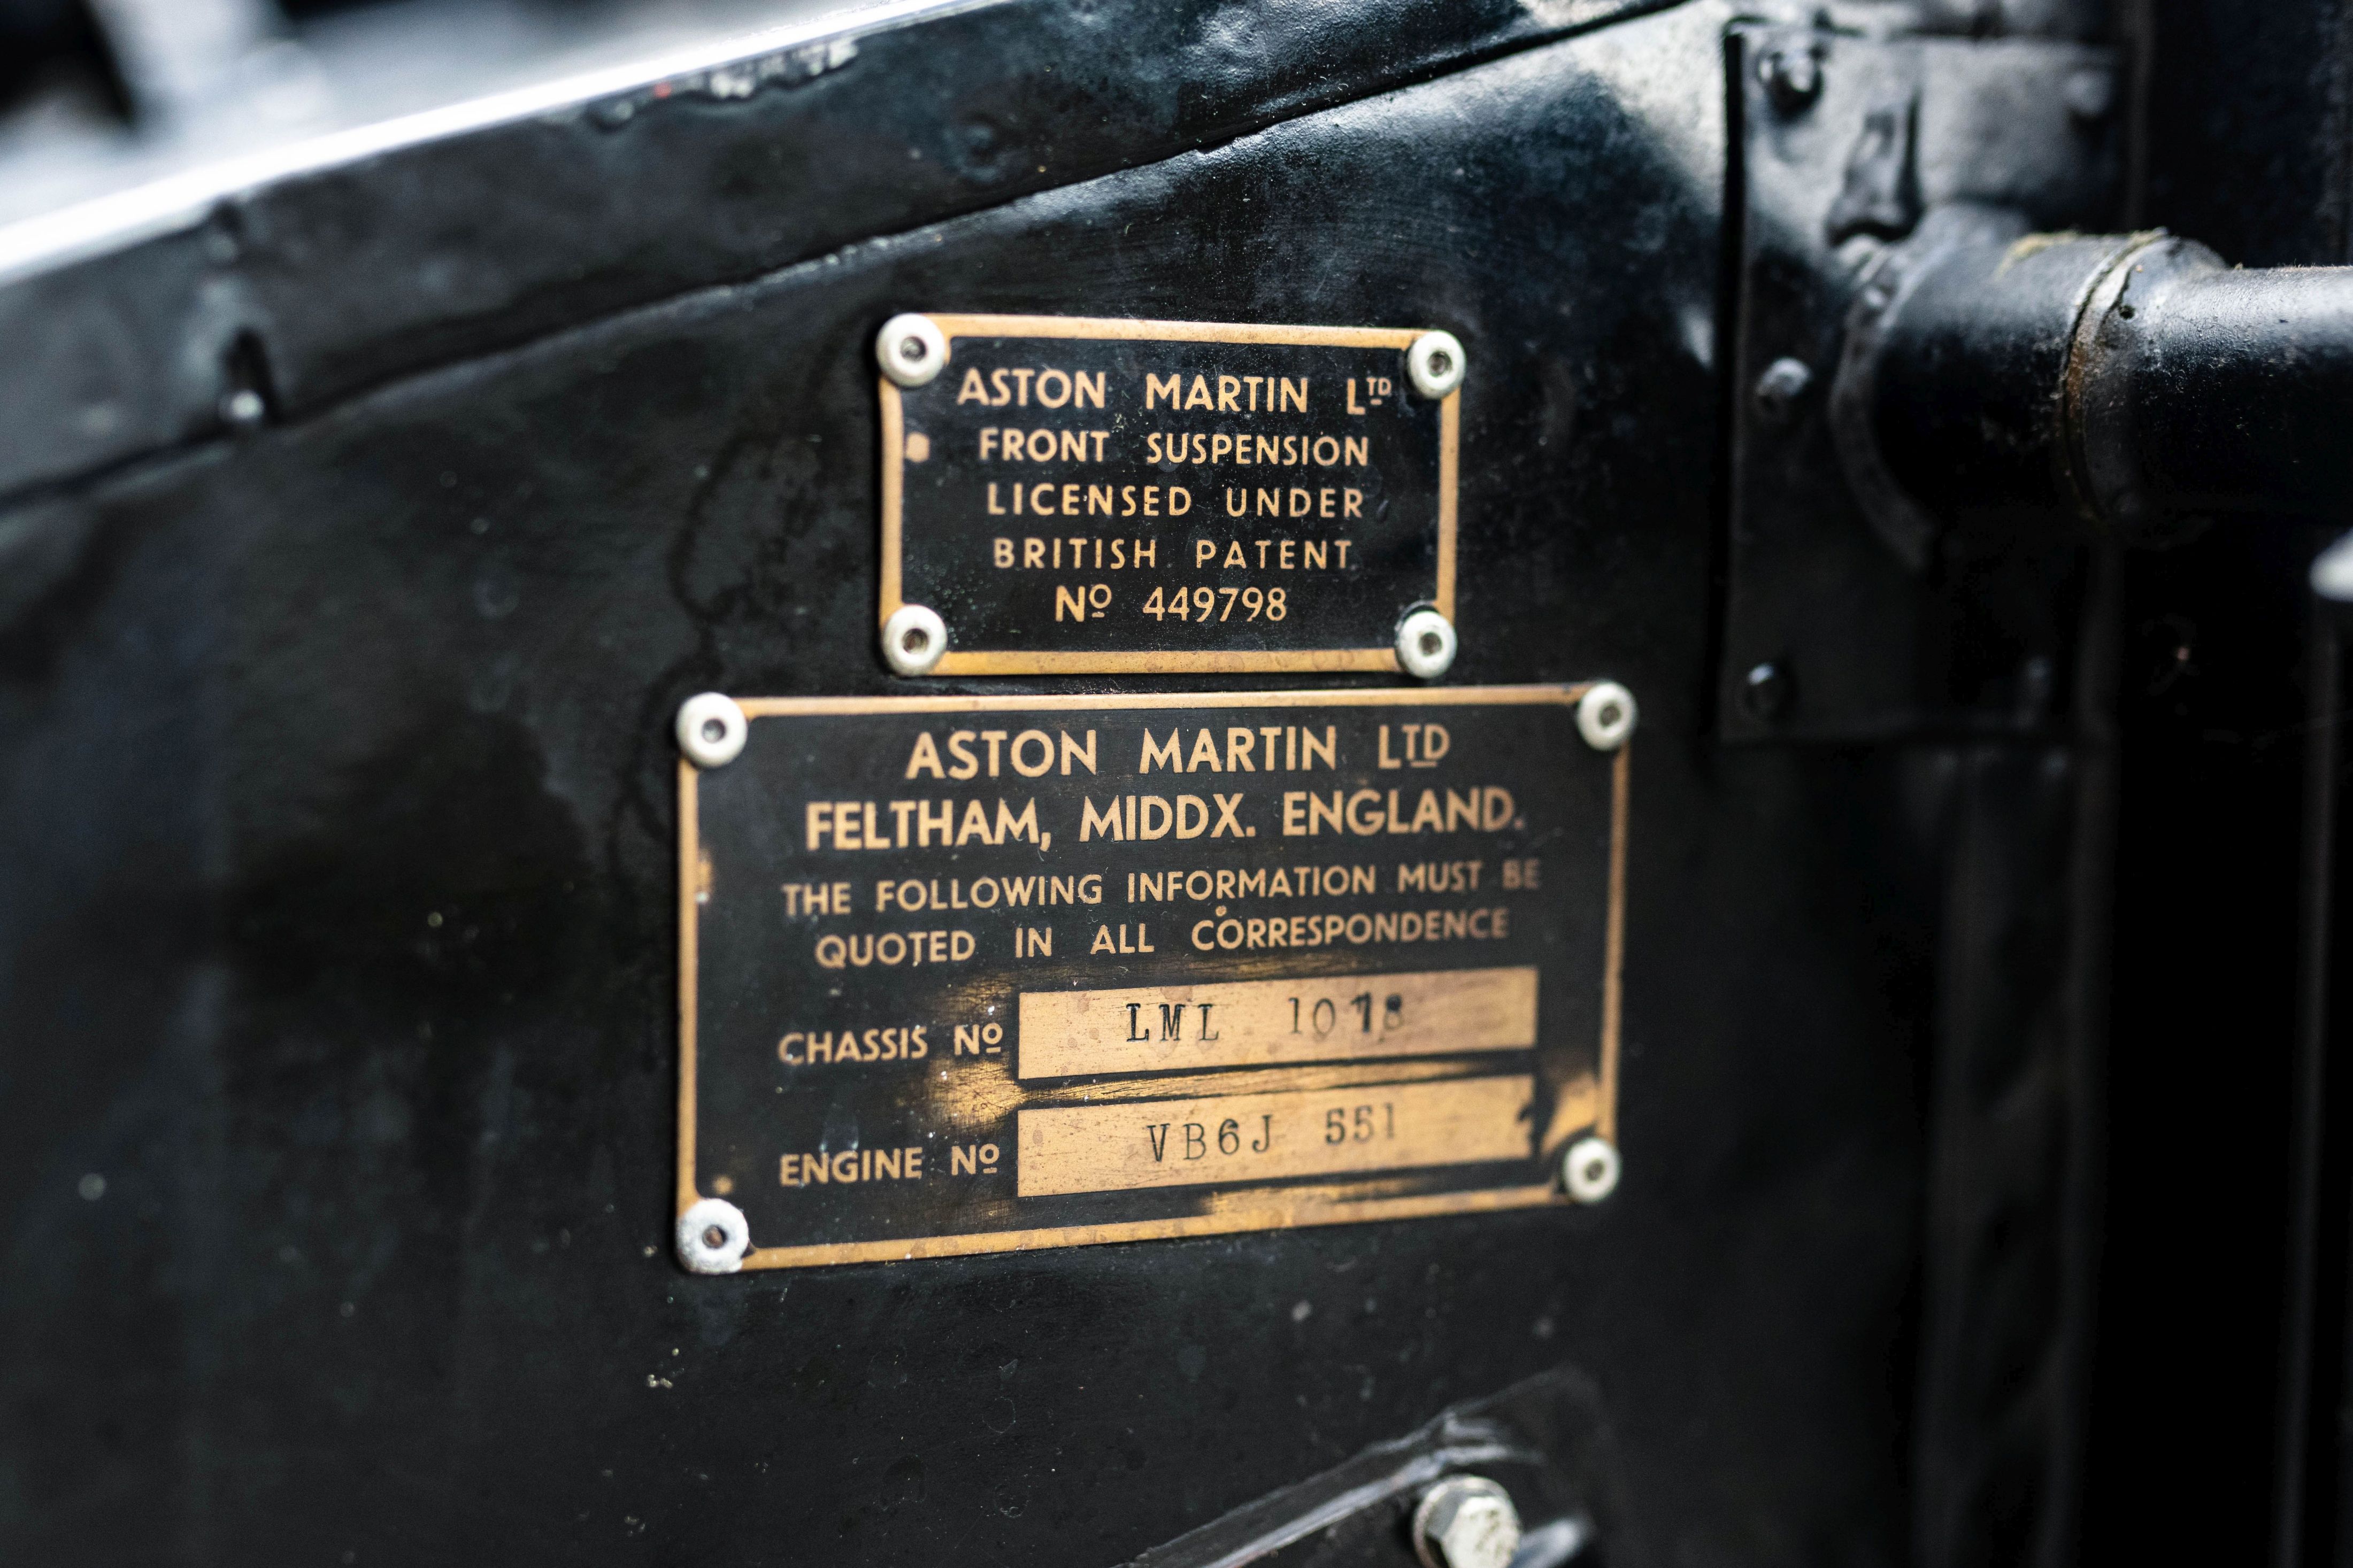 ASTON MARTIN LTD
FRONT SUSPENSION
LICENSED UNDER
BRITISH PATENT
Nº 449798
ASTON MARTIN LTD
FELTHAM, MIDDX. ENGLAND.
THE FOLLOWING INFORMATION MUST BE
QUOTED IN ALL CORRESPONDENCE
CHASSIS Nº LML 1078
ENGINE Nº VB6J 551